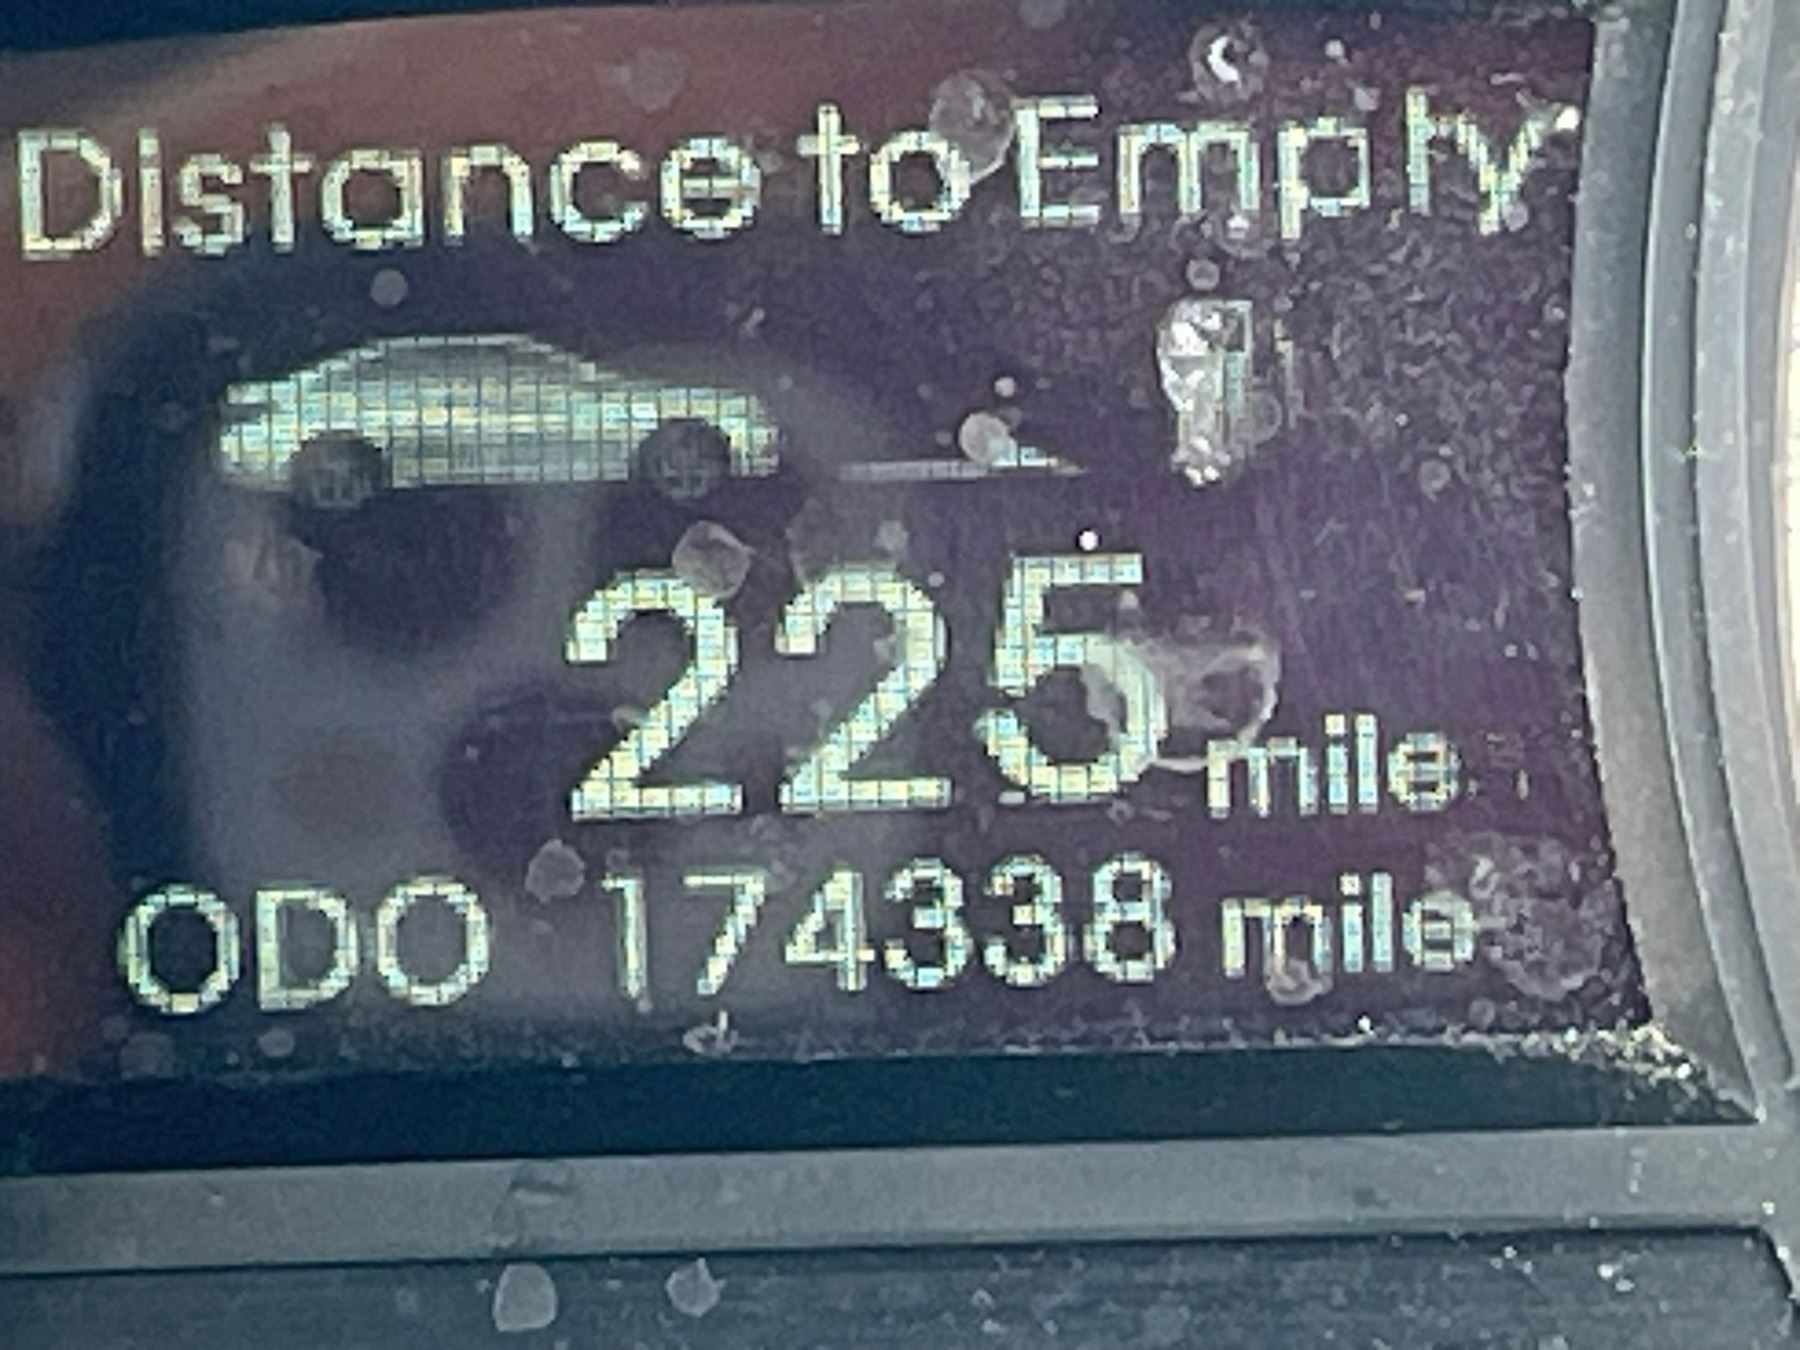 Distance to Empty
225 mile
ODO 174338 mile